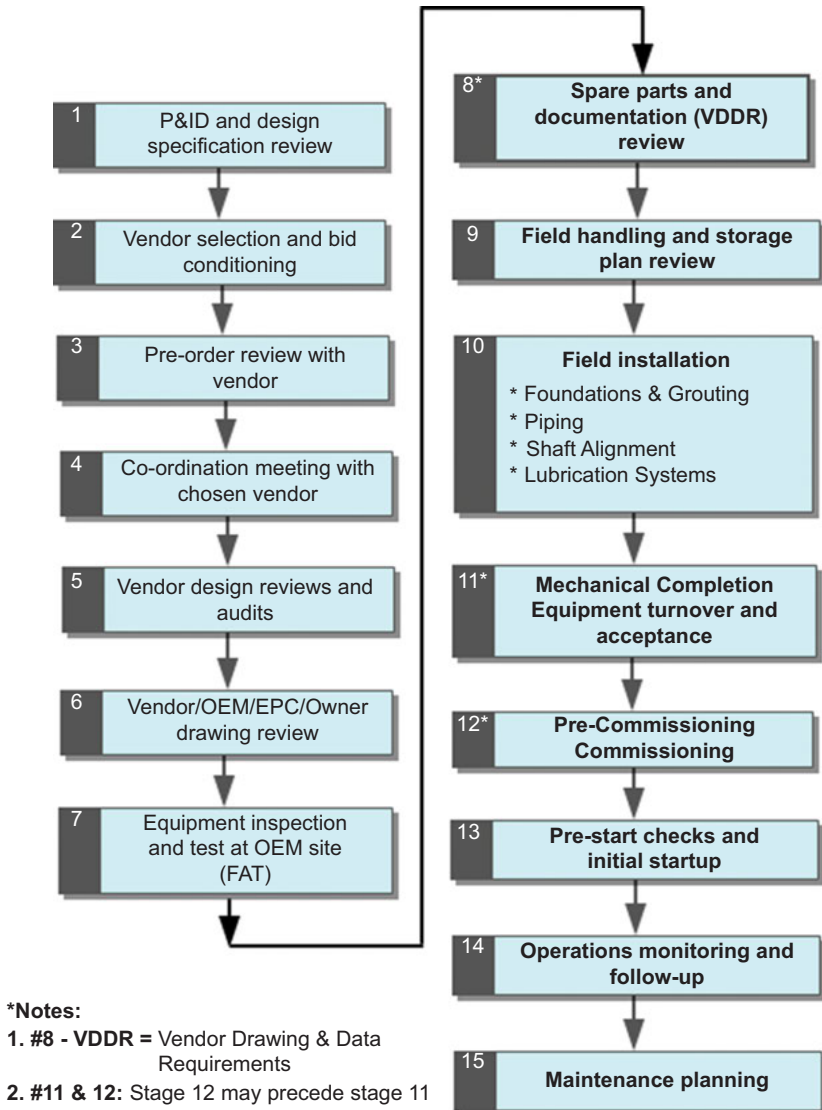 1
P&ID and design
specification review
2
Vendor selection and bid
conditioning
3
Pre-order review with
vendor
4
Co-ordination meeting with
chosen vendor
5
Vendor design reviews and
audits
6
Vendor/OEM/EPC/Owner
drawing review
7
Equipment inspection
and test at OEM site
(FAT)
8*
Spare parts and
documentation (VDDR)
review
9
Field handling and storage
plan review
10
Field installation
* Foundations & Grouting
* Piping
* Shaft Alignment
* Lubrication Systems
11*
Mechanical Completion
Equipment turnover and
acceptance
12*
Pre-Commissioning
Commissioning
13
Pre-start checks and
initial startup
14
Operations monitoring and
follow-up
15
Maintenance planning
*Notes:
1. #8 - VDDR = Vendor Drawing & Data
Requirements
2. #11 & 12: Stage 12 may precede stage 11